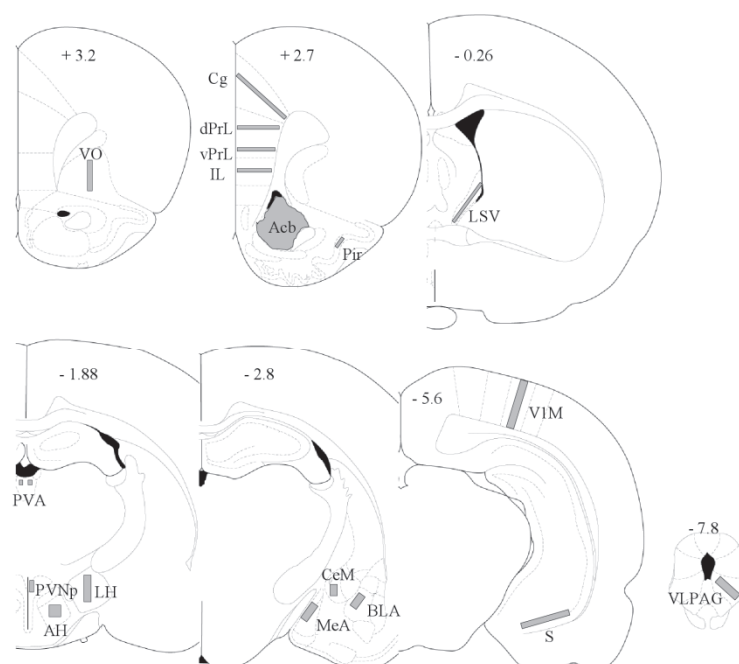 + 3.2
VO
+ 2.7
Cg
dPrL
vPrL
IL
Acb
Pir
- 0.26
LSV
- 1.88
PVA
PVNp
LH
AH
- 2.8
CeM
BLA
MeA
- 5.6
V1M
S
- 7.8
VLPAG